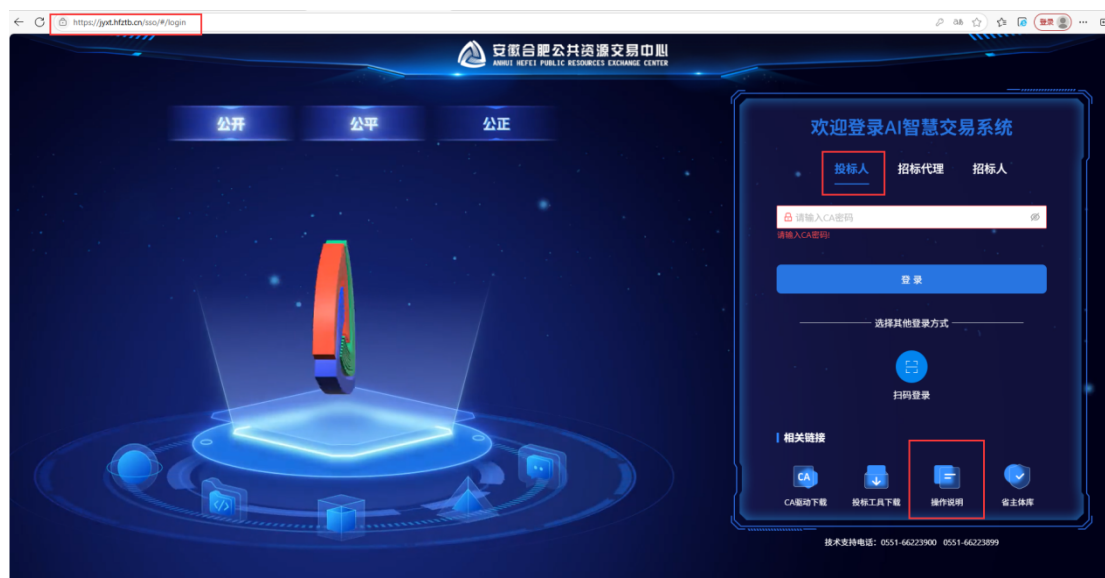 https://jyxt.hfztb.cn/sso/#/login
登录
安徽合肥公共资源交易中心
ANHUI HEFEI PUBLIC RESOURCES EXCHANGE CENTER
公开 公平 公正
欢迎登录AI智慧交易系统
投标人 招标代理 招标人
请输入CA密码
请输入CA密码!
登 录
选择其他登录方式
扫码登录
相关链接
CA
CA驱动下载 投标工具下载 操作说明 省主体库
技术支持电话：0551-66223900 0551-66223899